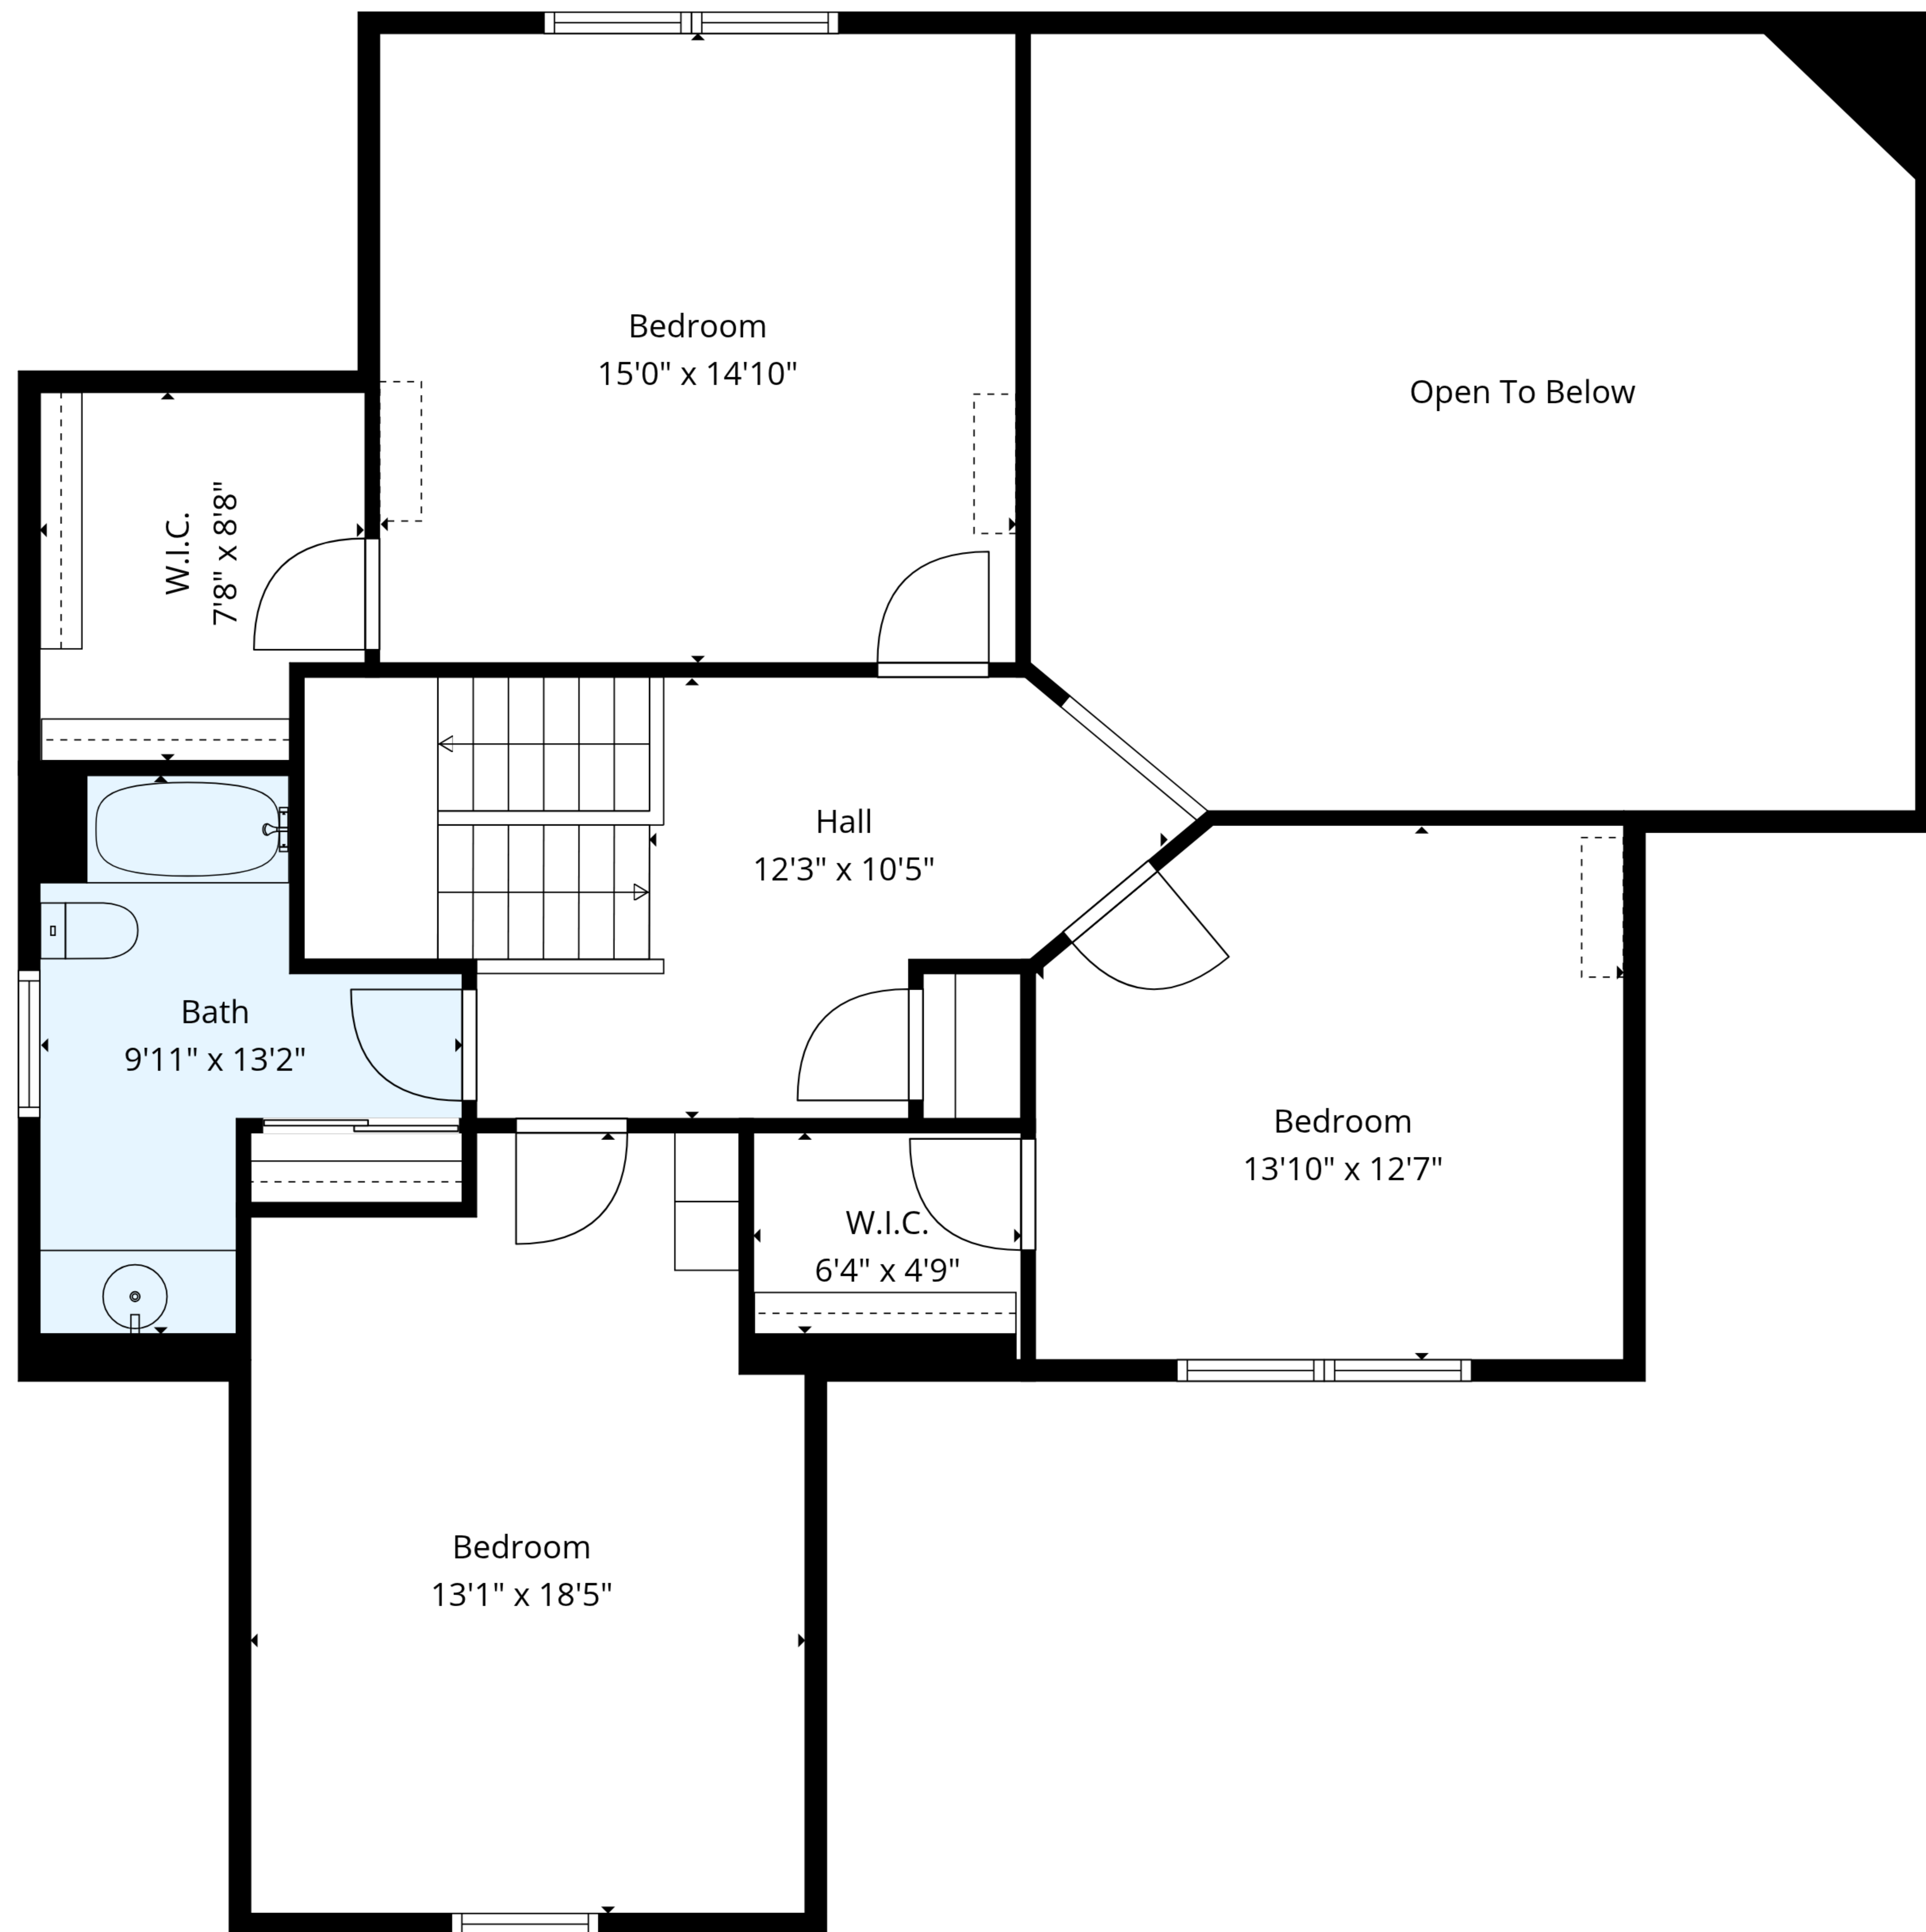 Bedroom
15'0" x 14'10"
Open To Below
W.I.C.
7'8" x 8'8"
Hall
12'3" x 10'5"
Bath
9'11" x 13'2"
Bedroom
13'10" x 12'7"
W.I.C.
6'4" x 4'9"
Bedroom
13'1" x 18'5"